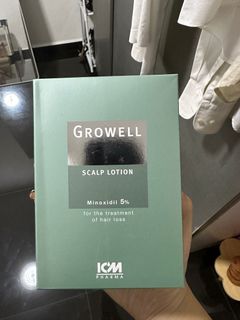 GROWELL
SCALP LOTION
Minoxidil 5%
for the treatment
of hair loss
ICM
PHARMA